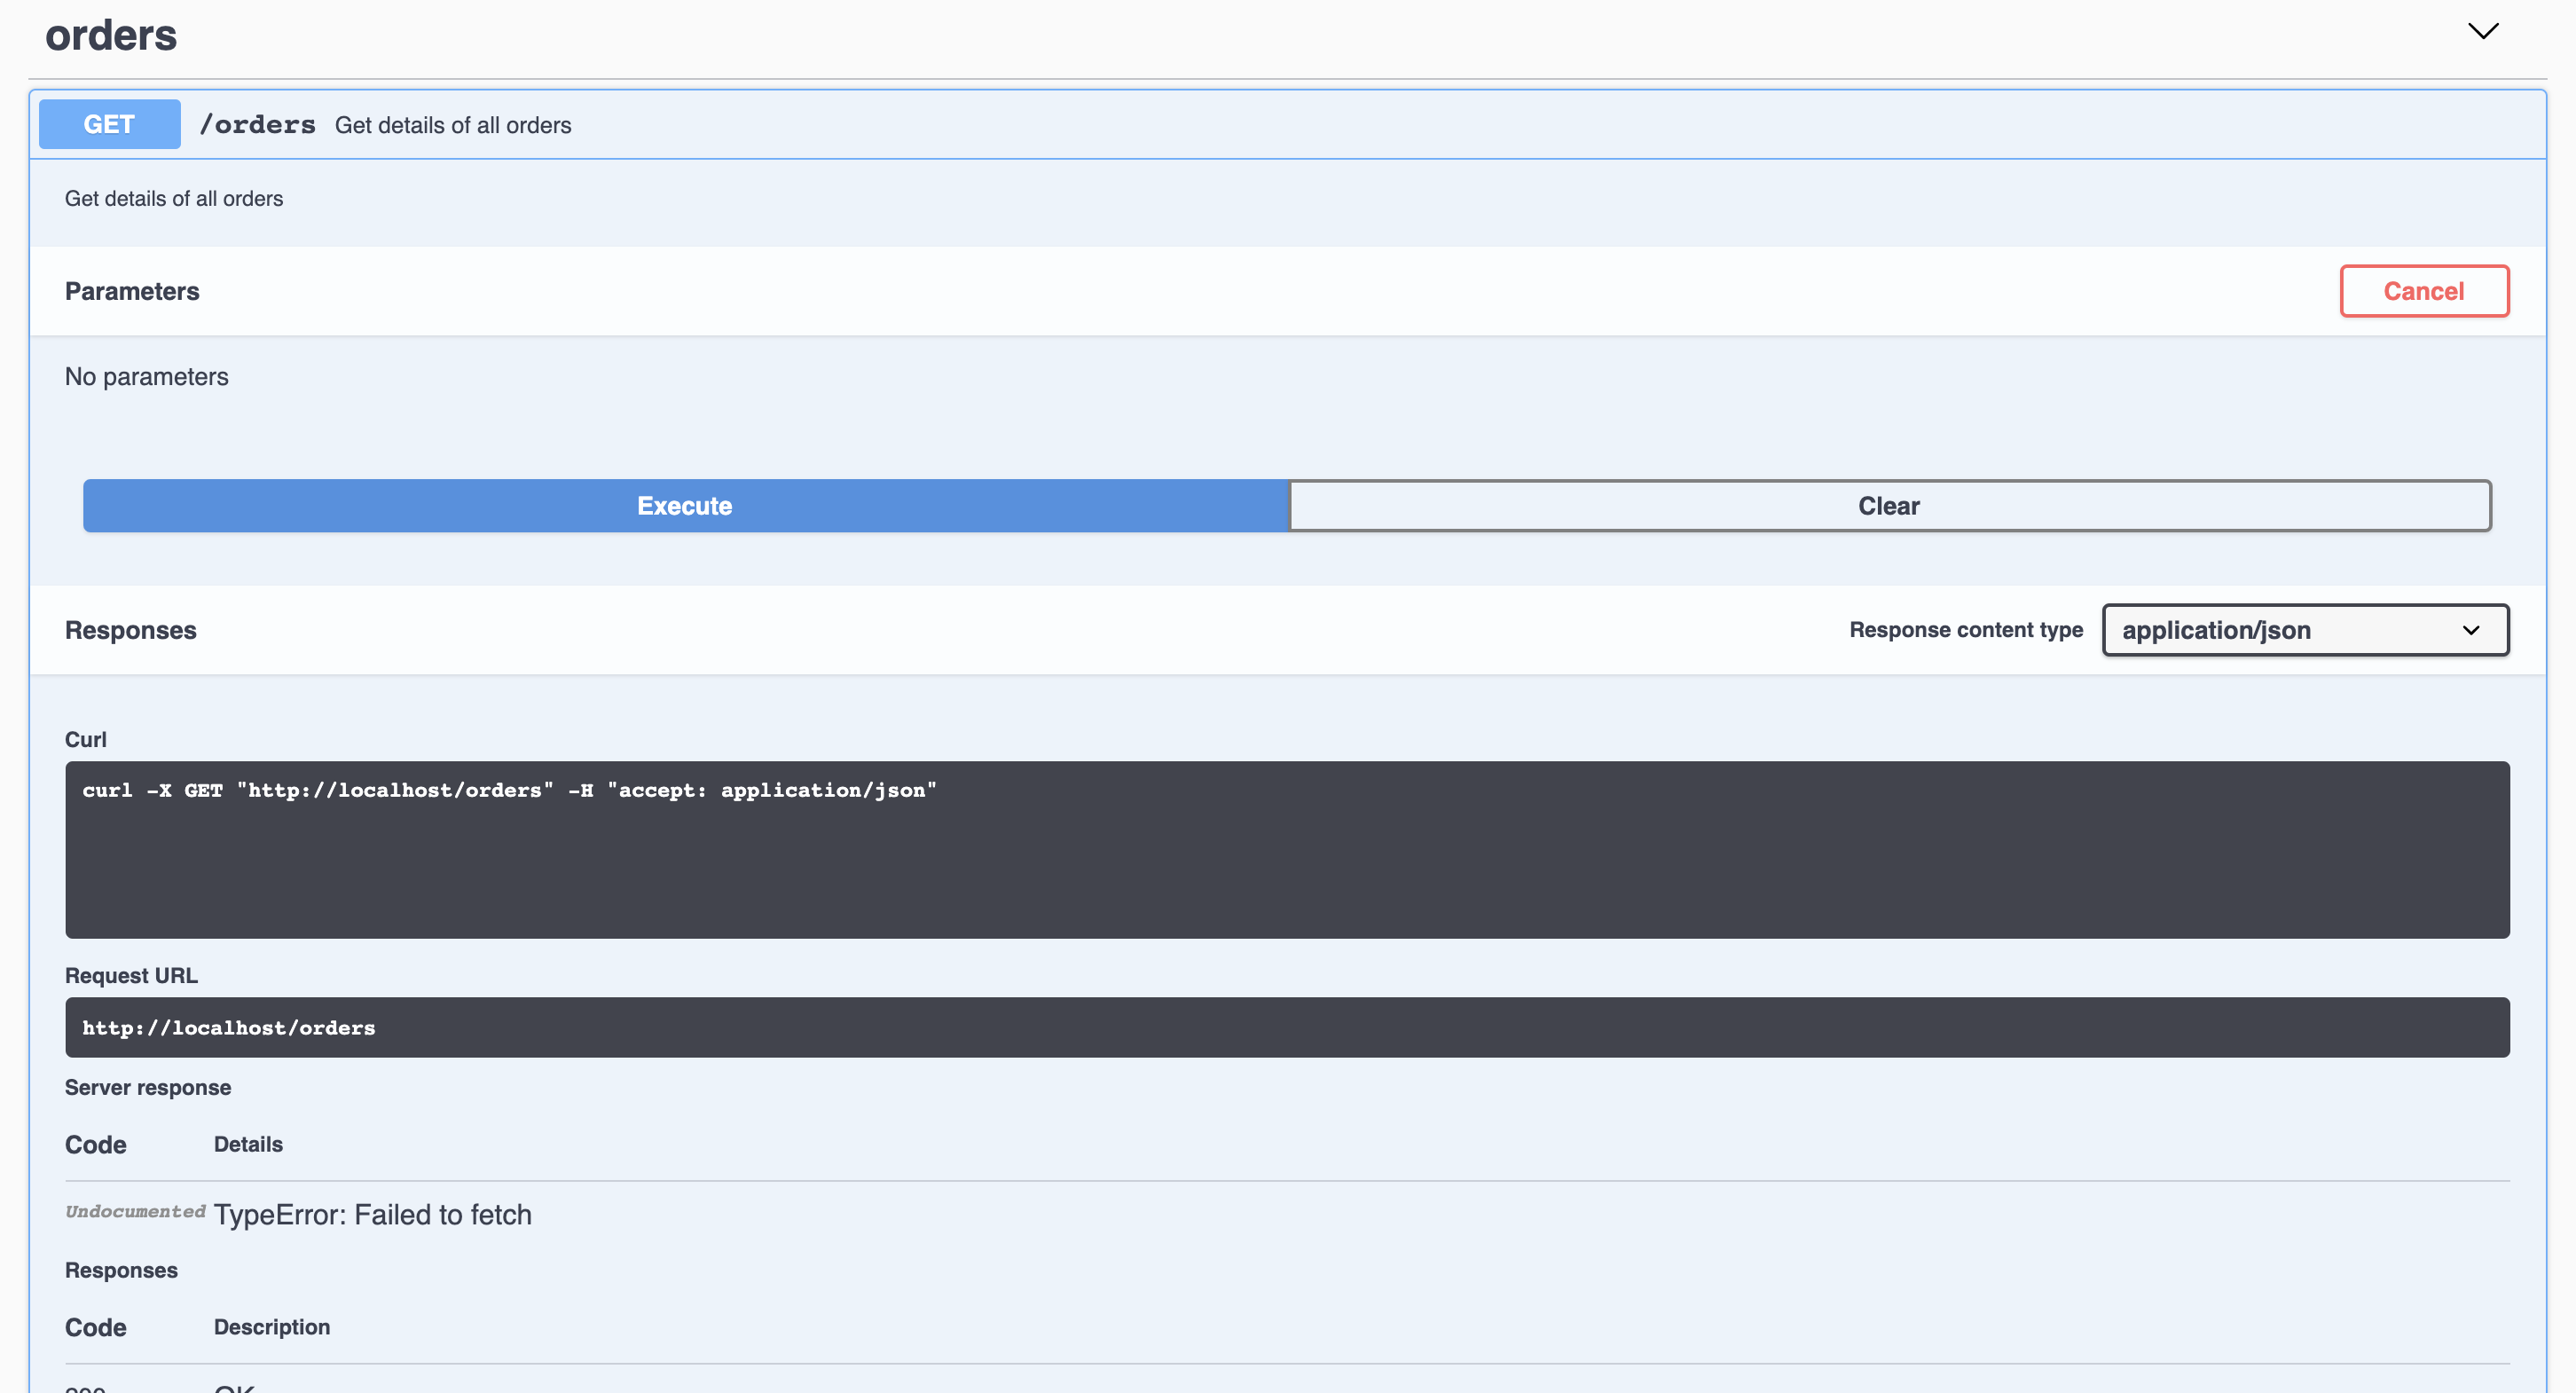 orders
GET /orders Get details of all orders
Get details of all orders
Parameters Cancel
No parameters
Execute Clear
Responses Response content type application/json
Curl
curl -X GET "http://localhost/orders" -H "accept: application/json"
Request URL
http://localhost/orders
Server response
Code Details
Undocumented TypeError: Failed to fetch
Responses
Code Description